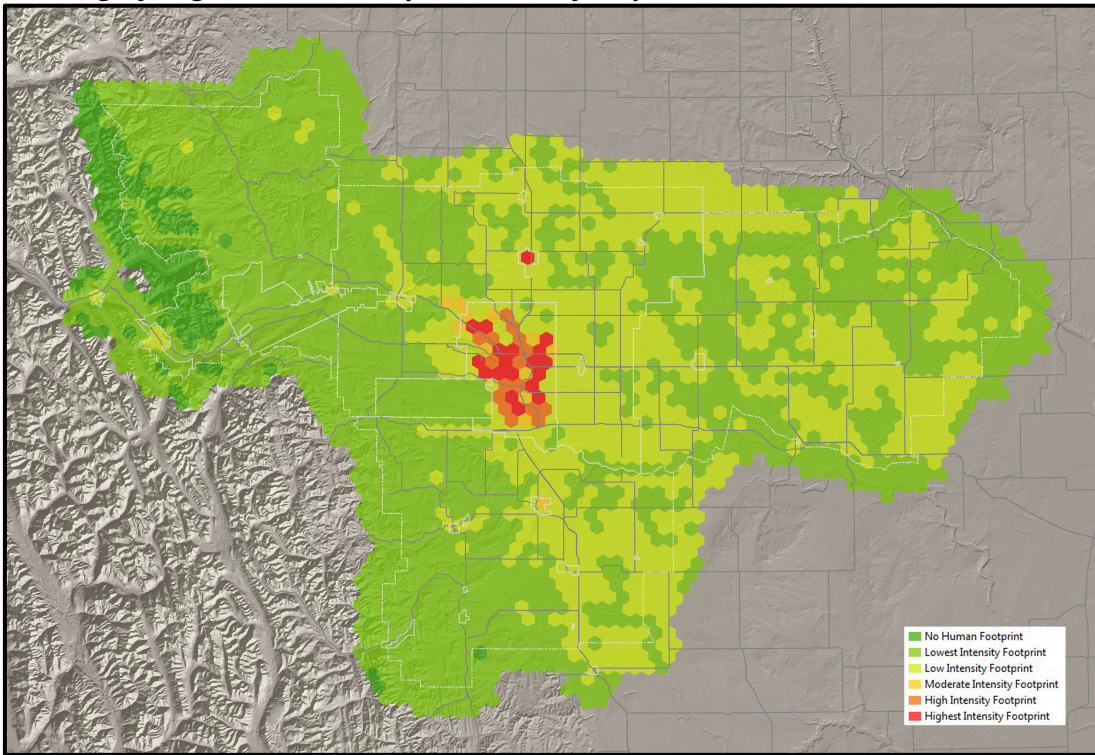 No Human Footprint
Lowest Intensity Footprint
Low Intensity Footprint
Moderate Intensity Footprint
High Intensity Footprint
Highest Intensity Footprint